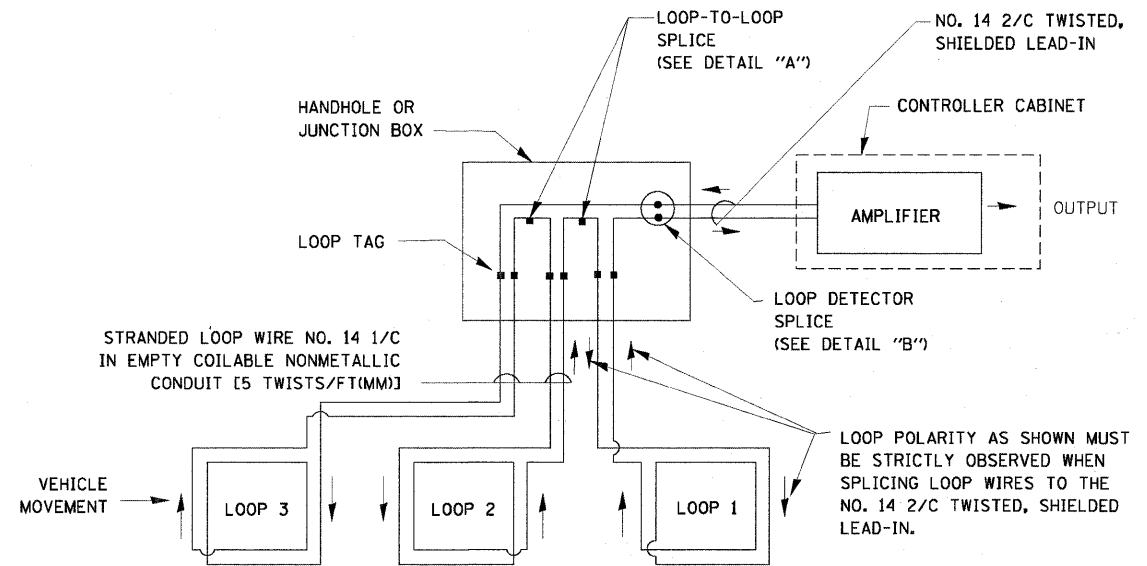 LOOP-TO-LOOP
SPLICE
(SEE DETAIL "A")
NO. 14 2/C TWISTED,
SHIELDED LEAD-IN
HANDHOLE OR
JUNCTION BOX
CONTROLLER CABINET
AMPLIFIER
OUTPUT
LOOP TAG
LOOP DETECTOR
SPLICE
(SEE DETAIL "B")
STRANDED LOOP WIRE NO. 14 1/C
IN EMPTY COILABLE NONMETALLIC
CONDUIT [5 TWISTS/FT(MM)]
LOOP POLARITY AS SHOWN MUST
BE STRICTLY OBSERVED WHEN
SPLICING LOOP WIRES TO THE
NO. 14 2/C TWISTED, SHIELDED
LEAD-IN.
VEHICLE
MOVEMENT
LOOP 3
LOOP 2
LOOP 1